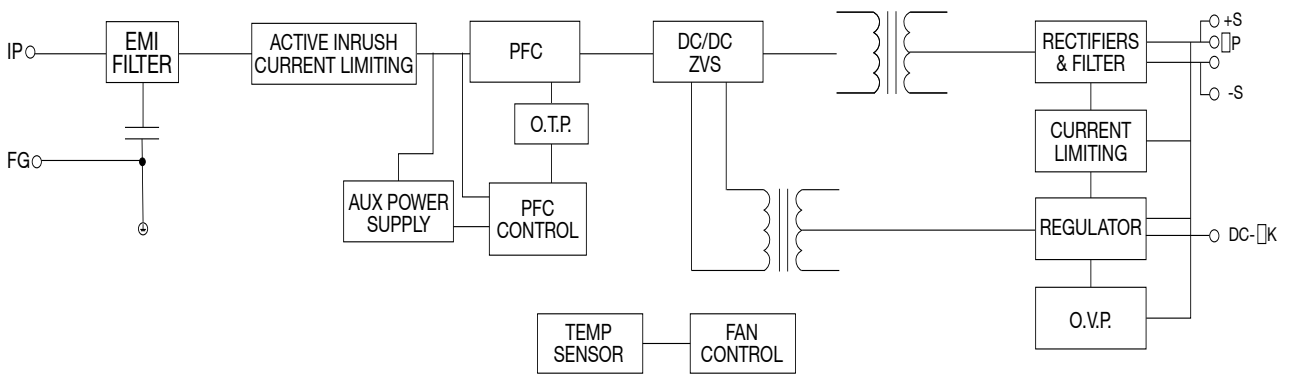 IP
EMI
FILTER
ACTIVE INRUSH
CURRENT LIMITING
PFC
DC/DC
ZVS
RECTIFIERS
& FILTER
+S
-S
O.T.P.
CURRENT
LIMITING
FG
AUX POWER
SUPPLY
PFC
CONTROL
REGULATOR
DC-
O.V.P.
TEMP
SENSOR
FAN
CONTROL